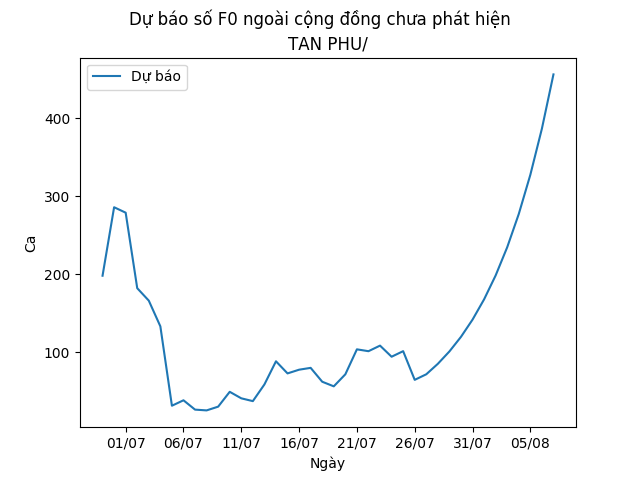 Dự báo số F0 ngoài cộng đồng chưa phát hiện
TAN PHU/
Dự báo
Ca
400
300
200
100
01/07 06/07 11/07 16/07 21/07 26/07 31/07 05/08
Ngày